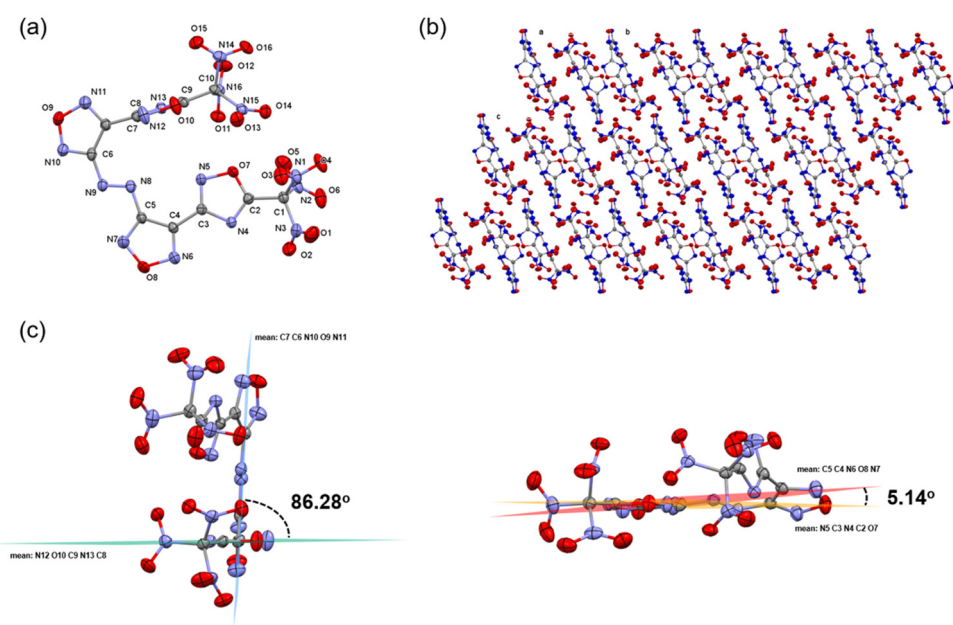 (a)
O15
N14
O16
O12
C10
N16
C9
N11
C8
N13
O9
N15
O14
N12
O10
O11
O13
C7
N10
C6
N9
N8
N5
O7
O5
N1
O4
O3
O6
N2
C5
C4
C2
C1
C3
N4
N3
O1
N7
N6
O2
O8
(b)
a
b
c
(c)
mean: C7 C6 N10 O9 N11
86.28°
mean: N12 O10 C9 N13 C8
mean: C5 C4 N6 O8 N7
5.14°
mean: N5 C3 N4 C2 O7